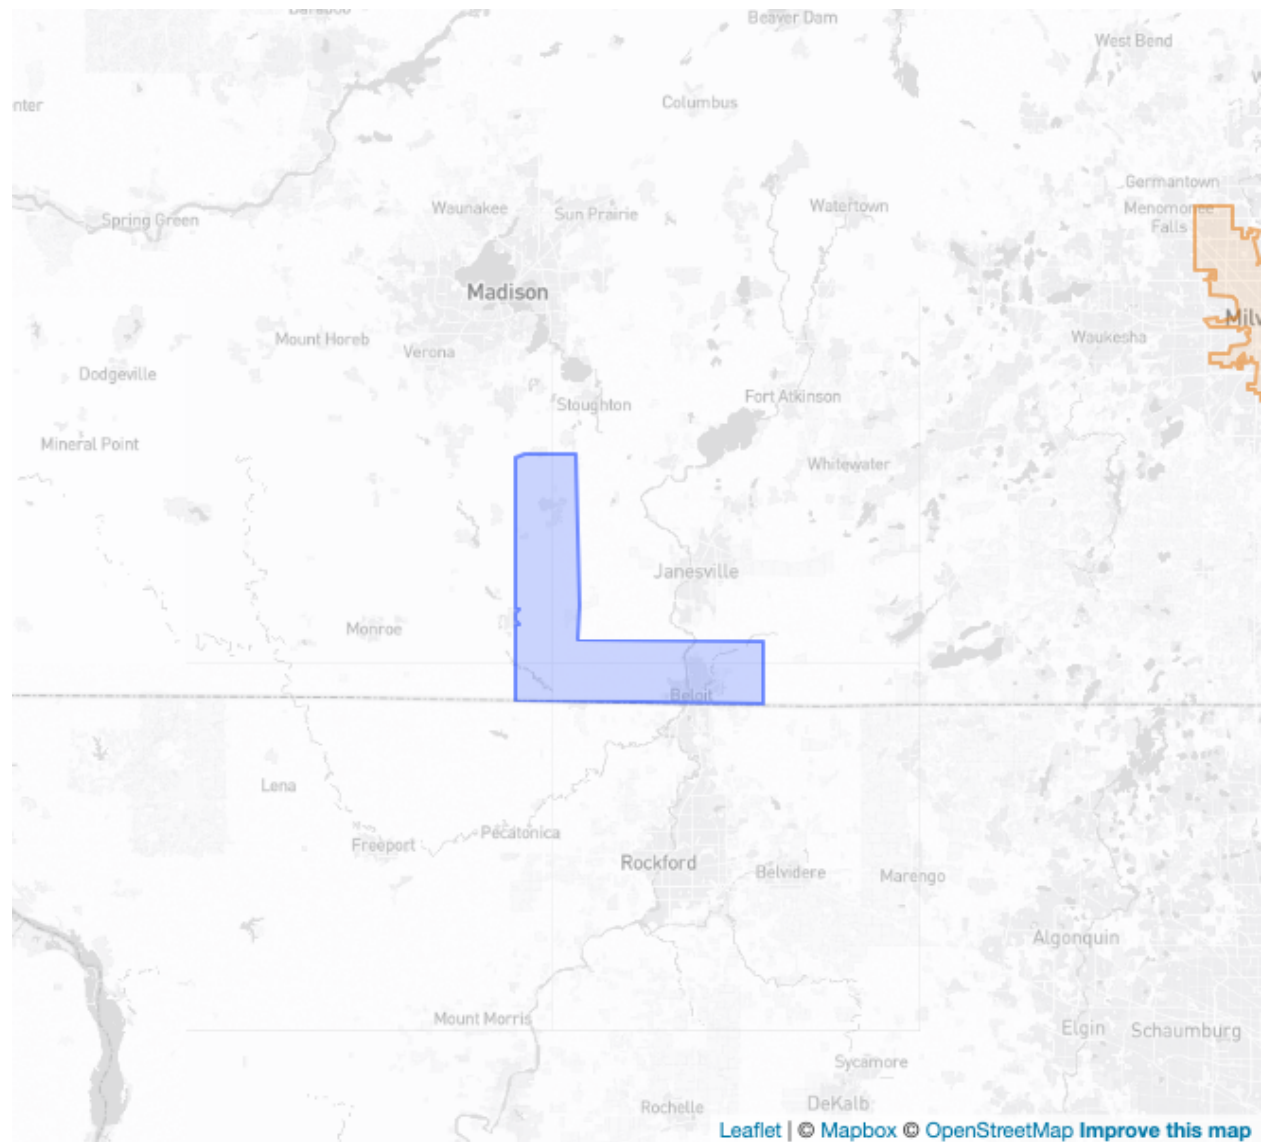 Beaver Dam
West Bend
Columbus
Germantown
Menomonee
Falls
Spring Green
Waunakee
Sun Prairie
Watertown
Madison
Mount Horeb
Verona
Waukesha
Dodgeville
Stoughton
Fort Atkinson
Mineral Point
Whitewater
Janesville
Monroe
Beloit
Lena
Freeport
Pecatonica
Rockford
Belvidere
Marengo
Algonquin
Mount Morris
Elgin
Schaumburg
Sycamore
Rochelle
DeKalb
Leaflet | © Mapbox © OpenStreetMap Improve this map